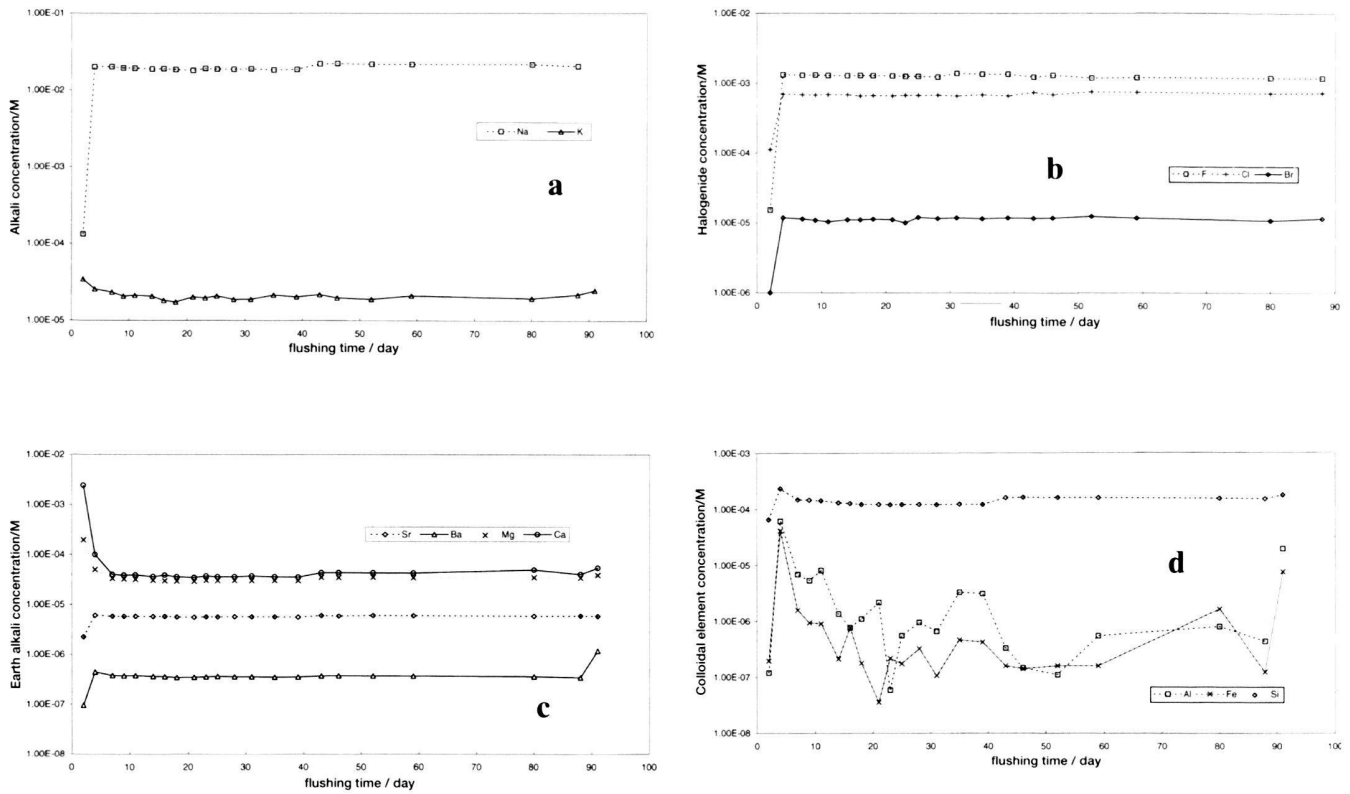 1.00E-01
1.00E-02
1.00E-03
1.00E-04
1.00E-05
Alkali concentration/M
Na K
a
0 10 20 30 40 50 60 70 80 90 100
flushing time / day
1.00E-02
1.00E-03
1.00E-04
1.00E-05
1.00E-06
Halogenide concentration/M
F Cl Br
b
0 10 20 30 40 50 60 70 80 90
flushing time / day
1.00E-02
1.00E-03
1.00E-04
1.00E-05
1.00E-06
1.00E-07
1.00E-08
Earth alkali concentration/M
Sr Ba Mg Ca
c
0 10 20 30 40 50 60 70 80 90 100
flushing time / day
1.00E-03
1.00E-04
1.00E-05
1.00E-06
1.00E-07
1.00E-08
Colloidal element concentration/M
Al Fe Si
d
0 10 20 30 40 50 60 70 80 90 100
flushing time / day